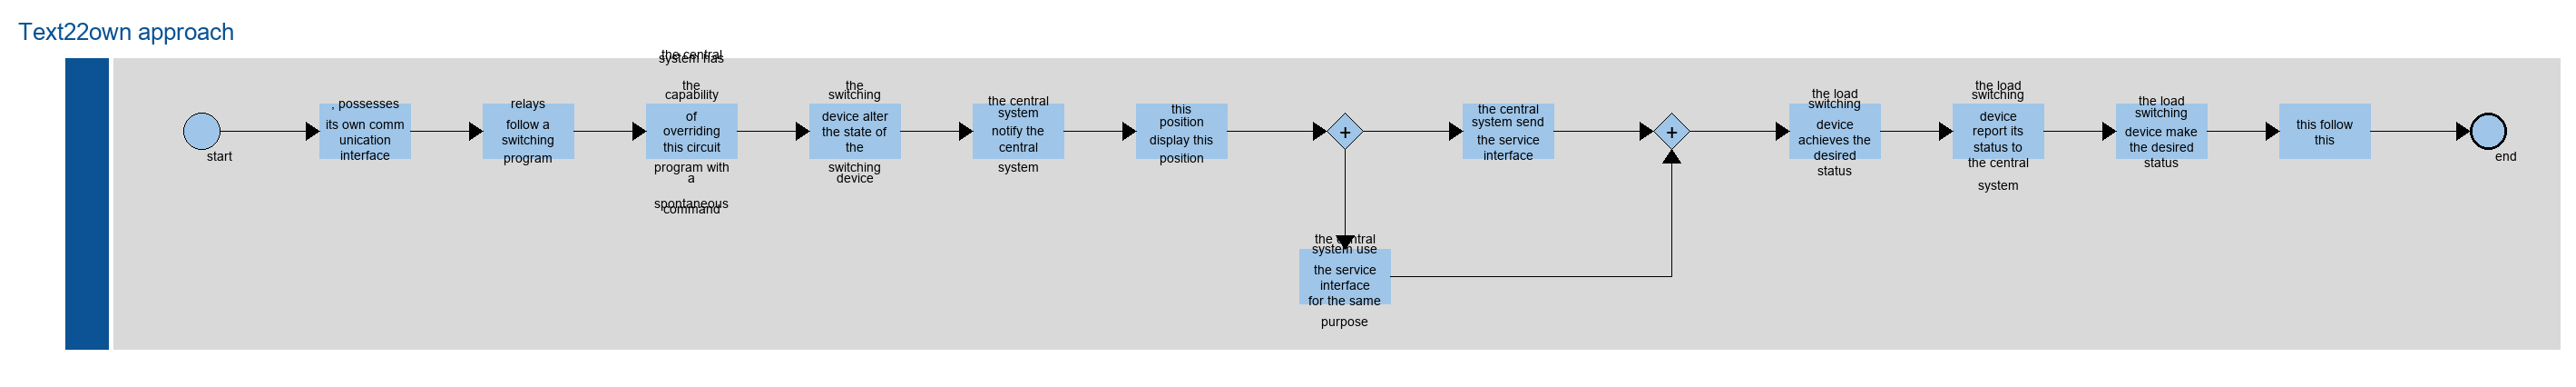 Text22own approach
start
, possesses
its own comm
unication
interface
relays
follow a
switching
program
the central
system has
the
capability
of
overriding
this circuit
program with
a
spontaneous
command
the
switching
device alter
the state of
the
switching
device
the central
system
notify the
central
system
this
position
display this
position
+
the central
system use
the service
interface
for the same
purpose
the central
system send
the service
interface
+
the load
switching
device
achieves the
desired
status
the load
switching
device
report its
status to
the central
system
the load
switching
device make
the desired
status
this follow
this
end